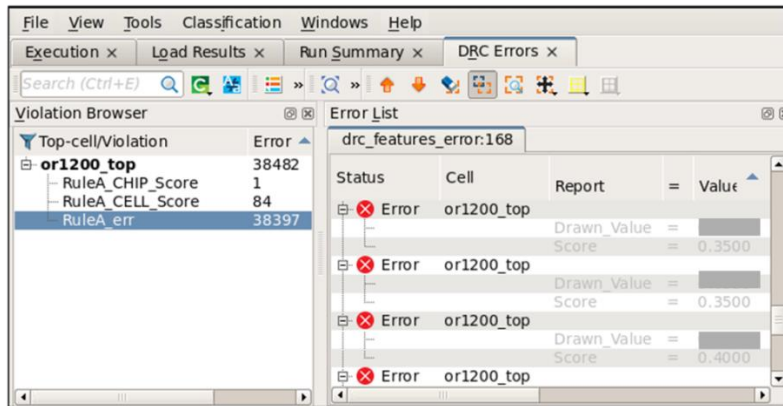 File View Tools Classification Windows Help
Execution × Load Results × Run Summary × DRC Errors ×
Search (Ctrl+E) » »
Violation Browser
Error List
Top-cell/Violation Error
or1200_top 38482
RuleA_CHIP_Score 1
RuleA_CELL_Score 84
RuleA_err 38397
drc_features_error:168
Status Cell Report = Value
Error or1200_top
Drawn_Value =
Score = 0.3500
Error or1200_top
Drawn_Value =
Score = 0.3500
Error or1200_top
Drawn_Value =
Score = 0.4000
Error or1200_top